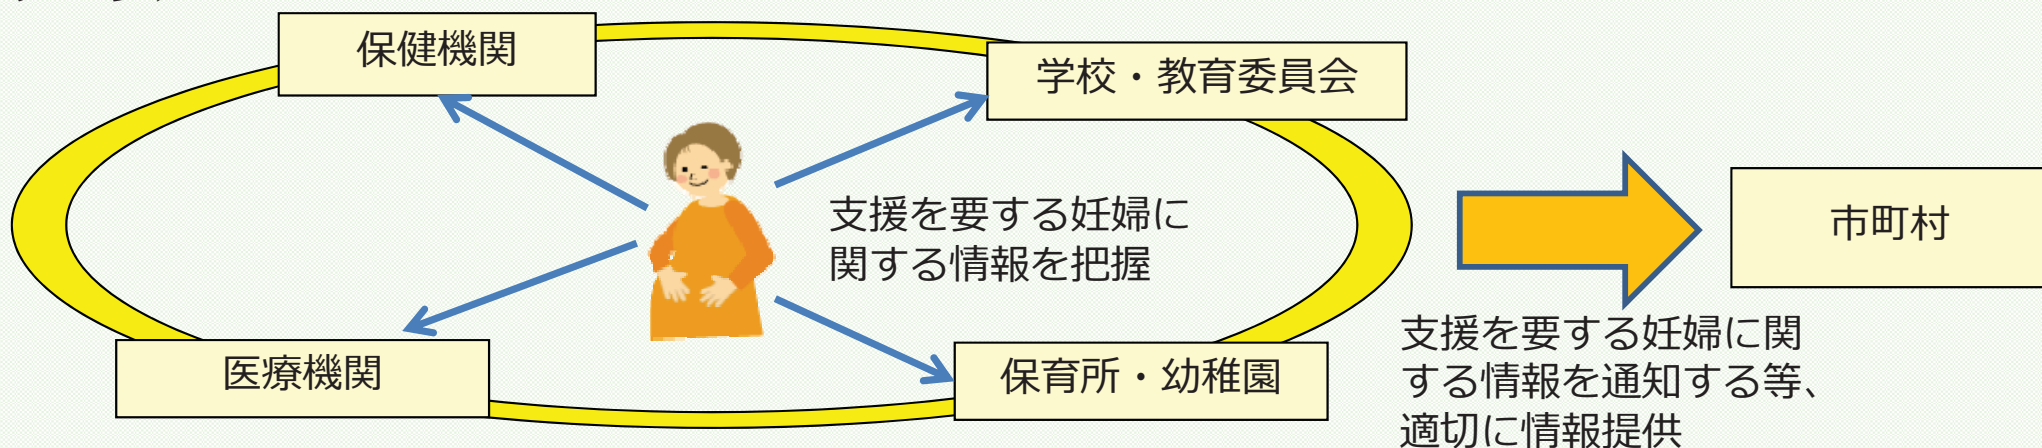 保健機関
学校・教育委員会
支援を要する妊婦に
関する情報を把握
市町村
医療機関
保育所・幼稚園
支援を要する妊婦に関
する情報を通知する等、
適切に情報提供